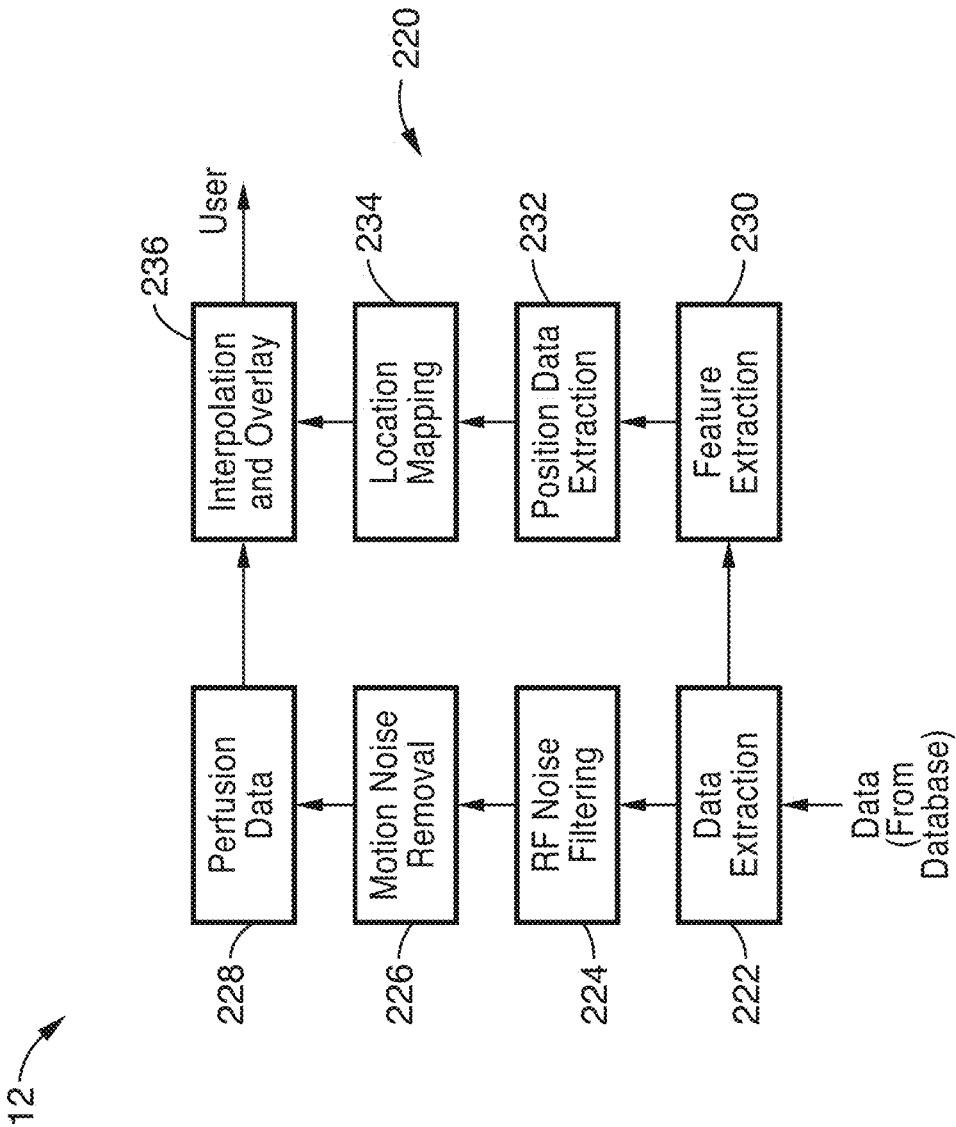 12
220
228
Perfusion
Data
236
Interpolation
and Overlay
User
226
Motion Noise
Removal
234
Location
Mapping
224
RF Noise
Filtering
232
Position Data
Extraction
222
Data
Extraction
230
Feature
Extraction
Data
(From
Database)